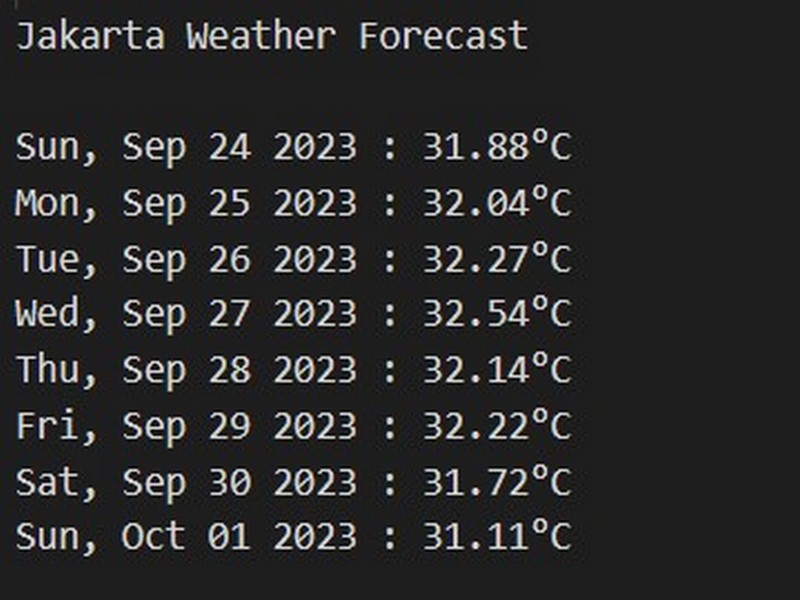 Jakarta Weather Forecast
Sun, Sep 24 2023 : 31.88°C
Mon, Sep 25 2023 : 32.04°C
Tue, Sep 26 2023 : 32.27°C
Wed, Sep 27 2023 : 32.54°C
Thu, Sep 28 2023 : 32.14°C
Fri, Sep 29 2023 : 32.22°C
Sat, Sep 30 2023 : 31.72°C
Sun, Oct 01 2023 : 31.11°C